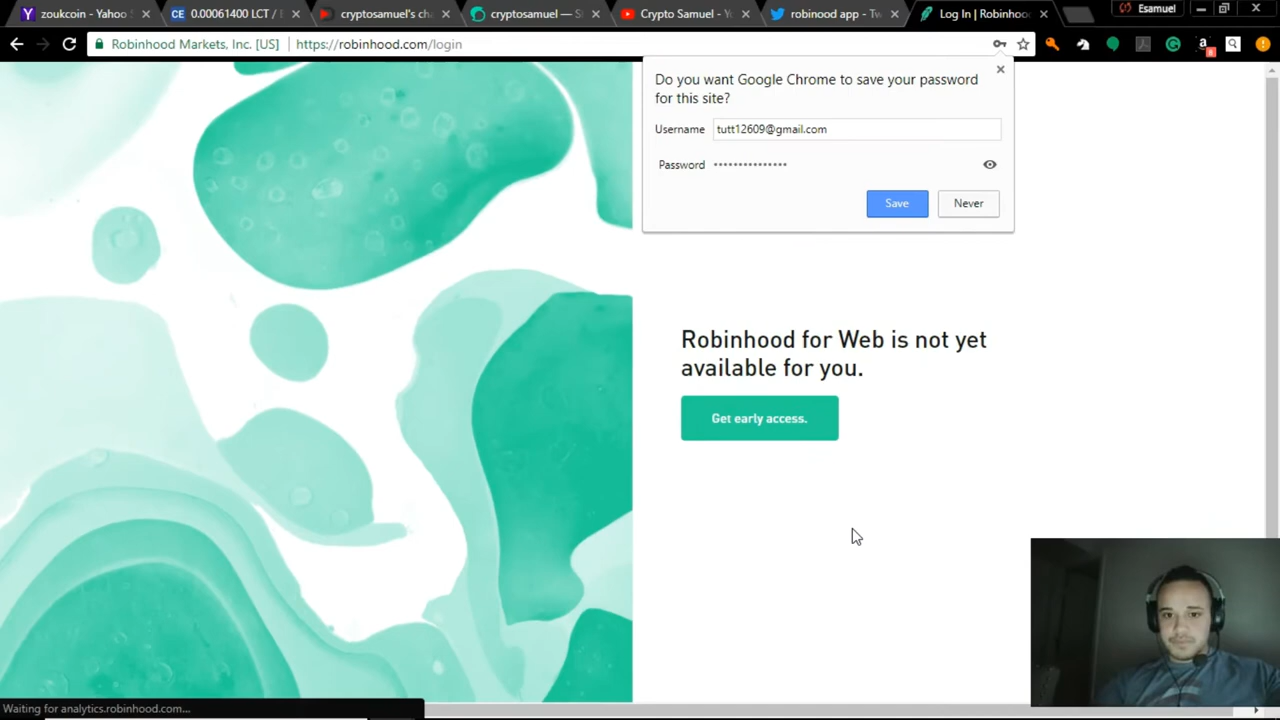 zoukcoin - Yahoo
CE 0.00061400 LCT /
cryptosamuel's cha
cryptosamuel — S
Crypto Samuel - Yo
robinood app - Tw
Log In | Robinhoo
Esamuel
Robinhood Markets, Inc. [US]
https://robinhood.com/login
Do you want Google Chrome to save your password
for this site?
Username tutt12609@gmail.com
Password •••••••••••••••
Save Never
Robinhood for Web is not yet
available for you.
Get early access.
Waiting for analytics.robinhood.com...